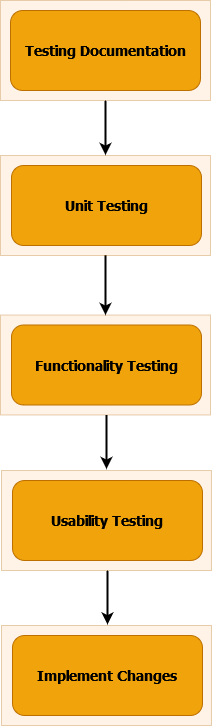 Testing Documentation
Unit Testing
Functionality Testing
Usability Testing
Implement Changes